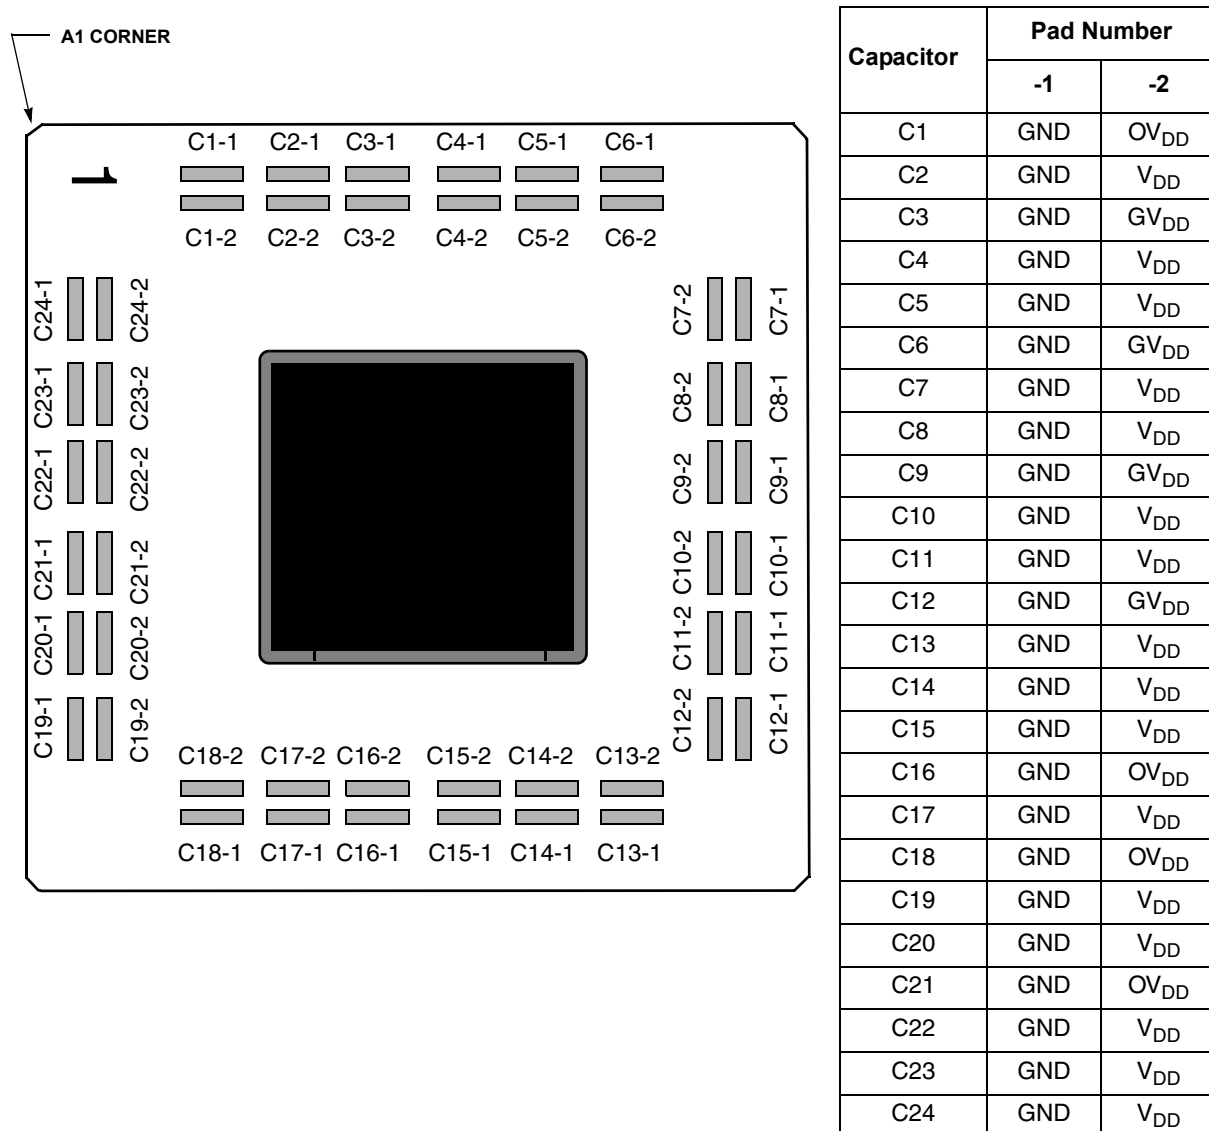 A1 CORNER
1
C1-1 C2-1 C3-1 C4-1 C5-1 C6-1
C1-2 C2-2 C3-2 C4-2 C5-2 C6-2
C24-1 C24-2
C23-1 C23-2
C22-1 C22-2
C21-1 C21-2
C20-1 C20-2
C19-1 C19-2
C7-2 C7-1
C8-2 C8-1
C9-2 C9-1
C10-2 C10-1
C11-2 C11-1
C12-2 C12-1
C18-2 C17-2 C16-2 C15-2 C14-2 C13-2
C18-1 C17-1 C16-1 C15-1 C14-1 C13-1
Capacitor Pad Number
-1 -2
C1 GND OVDD
C2 GND VDD
C3 GND GVDD
C4 GND VDD
C5 GND VDD
C6 GND GVDD
C7 GND VDD
C8 GND VDD
C9 GND GVDD
C10 GND VDD
C11 GND VDD
C12 GND GVDD
C13 GND VDD
C14 GND VDD
C15 GND VDD
C16 GND OVDD
C17 GND VDD
C18 GND OVDD
C19 GND VDD
C20 GND VDD
C21 GND OVDD
C22 GND VDD
C23 GND VDD
C24 GND VDD